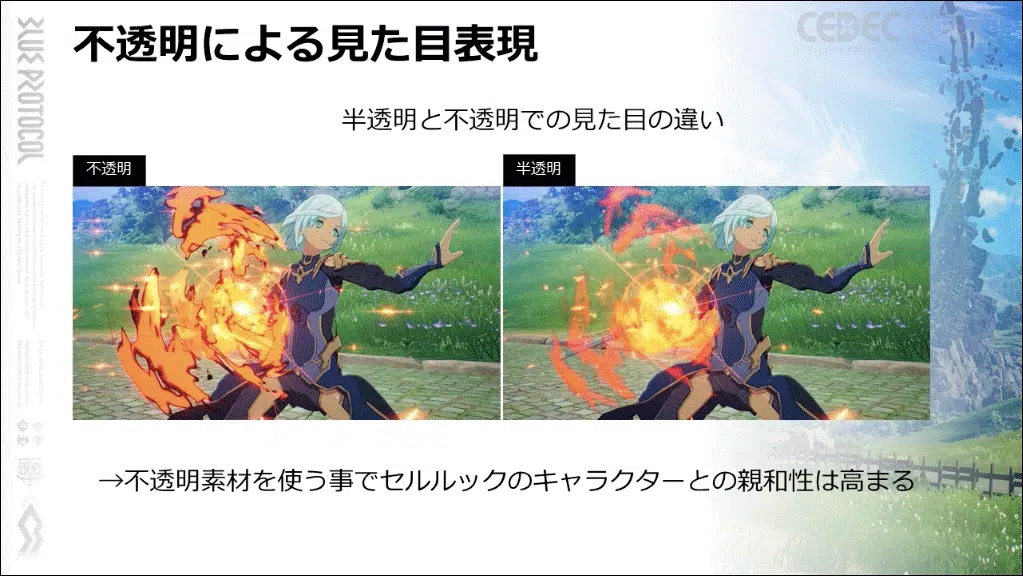 不透明による見た目表現
CEDEC
BLUE PROTOCOL
半透明と不透明での見た目の違い
不透明
半透明
→不透明素材を使う事でセルルックのキャラクターとの親和性は高まる